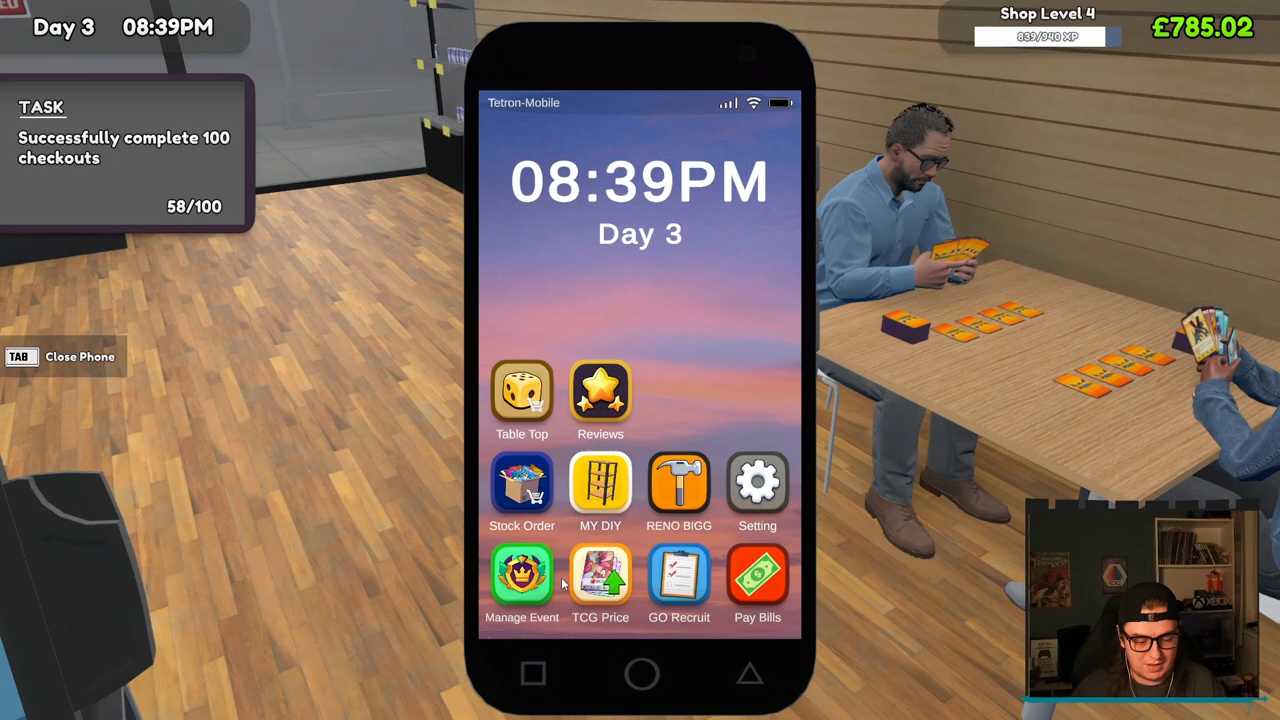 Day 3 08:39PM
Shop Level 4
839/940 XP
£785.02
TASK
Successfully complete 100
checkouts
58/100
TAB Close Phone
Tetron-Mobile
08:39PM
Day 3
Table Top Reviews
Stock Order MY DIY RENO BIGG Setting
Manage Event TCG Price GO Recruit Pay Bills
XBOX